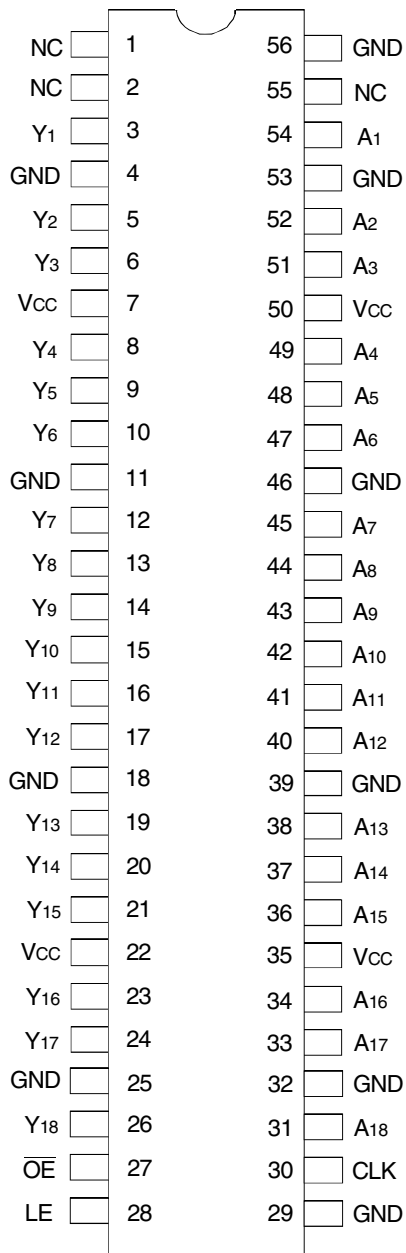 NC 1 56 GND
NC 2 55 NC
Y1 3 54 A1
GND 4 53 GND
Y2 5 52 A2
Y3 6 51 A3
VCC 7 50 VCC
Y4 8 49 A4
Y5 9 48 A5
Y6 10 47 A6
GND 11 46 GND
Y7 12 45 A7
Y8 13 44 A8
Y9 14 43 A9
Y10 15 42 A10
Y11 16 41 A11
Y12 17 40 A12
GND 18 39 GND
Y13 19 38 A13
Y14 20 37 A14
Y15 21 36 A15
VCC 22 35 VCC
Y16 23 34 A16
Y17 24 33 A17
GND 25 32 GND
Y18 26 31 A18
O̅E̅ 27 30 CLK
LE 28 29 GND